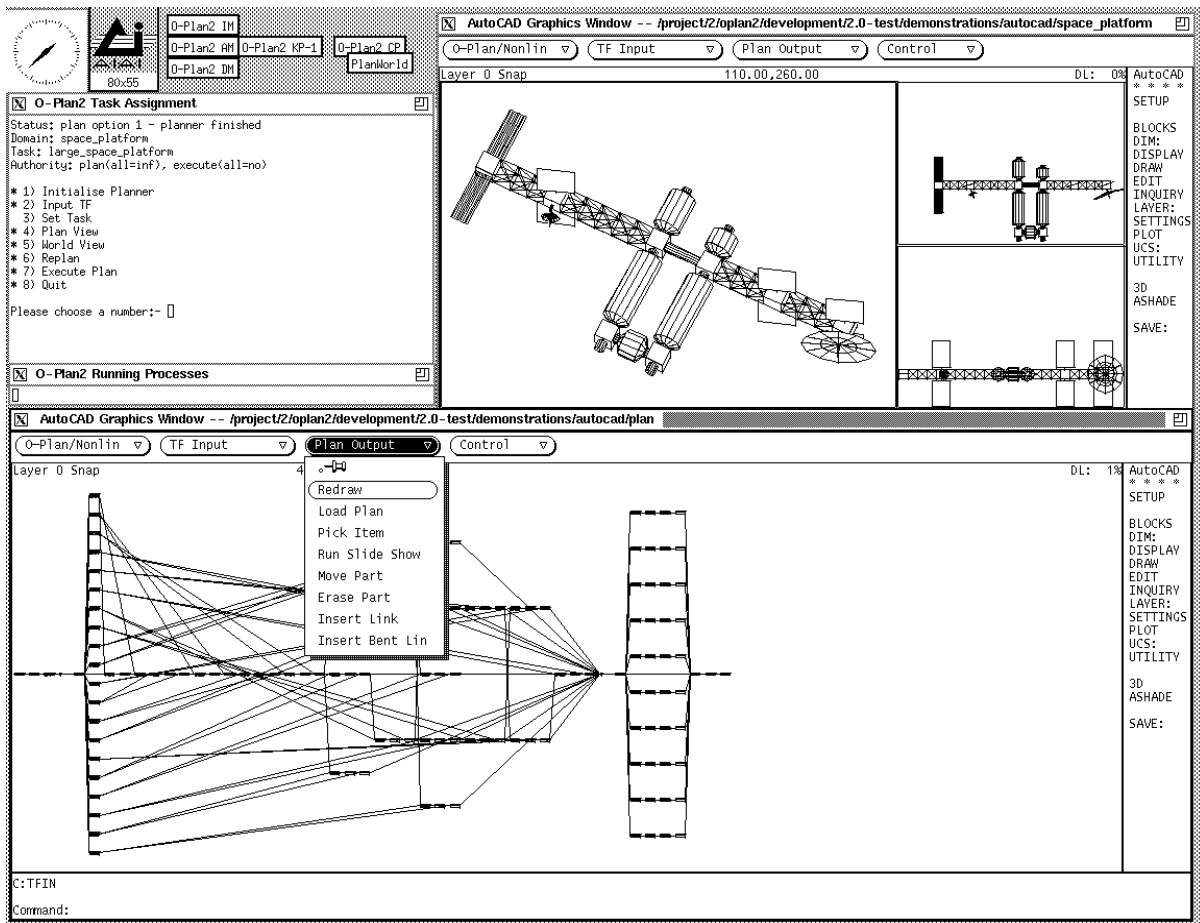 O-Plan2 IM
O-Plan2 AM
O-Plan2 KP-1
O-Plan2 CP
O-Plan2 DM
PlanWorld
AIAI
80x55
O-Plan2 Task Assignment
Status: plan option 1 - planner finished
Domain: space_platform
Task: large_space_platform
Authority: plan(all=inf), execute(all=no)
* 1) Initialise Planner
* 2) Input TF
3) Set Task
* 4) Plan View
* 5) World View
* 6) Replan
* 7) Execute Plan
* 8) Quit
Please choose a number:-
O-Plan2 Running Processes
AutoCAD Graphics Window -- /project/2/oplan2/development/2.0-test/demonstrations/autocad/space_platform
O-Plan/Nonlin
TF Input
Plan Output
Control
Layer 0 Snap
110.00,260.00
DL: 0%
AutoCAD
* * * *
SETUP
BLOCKS
DIM:
DISPLAY
DRAW
EDIT
INQUIRY
LAYER:
SETTINGS
PLOT
UCS:
UTILITY
3D
ASHADE
SAVE:
AutoCAD Graphics Window -- /project/2/oplan2/development/2.0-test/demonstrations/autocad/plan
O-Plan/Nonlin
TF Input
Plan Output
Control
Layer 0 Snap
4
DL: 1%
Redraw
Load Plan
Pick Item
Run Slide Show
Move Part
Erase Part
Insert Link
Insert Bent Lin
AutoCAD
* * * *
SETUP
BLOCKS
DIM:
DISPLAY
DRAW
EDIT
INQUIRY
LAYER:
SETTINGS
PLOT
UCS:
UTILITY
3D
ASHADE
SAVE:
C:TFIN
Command: